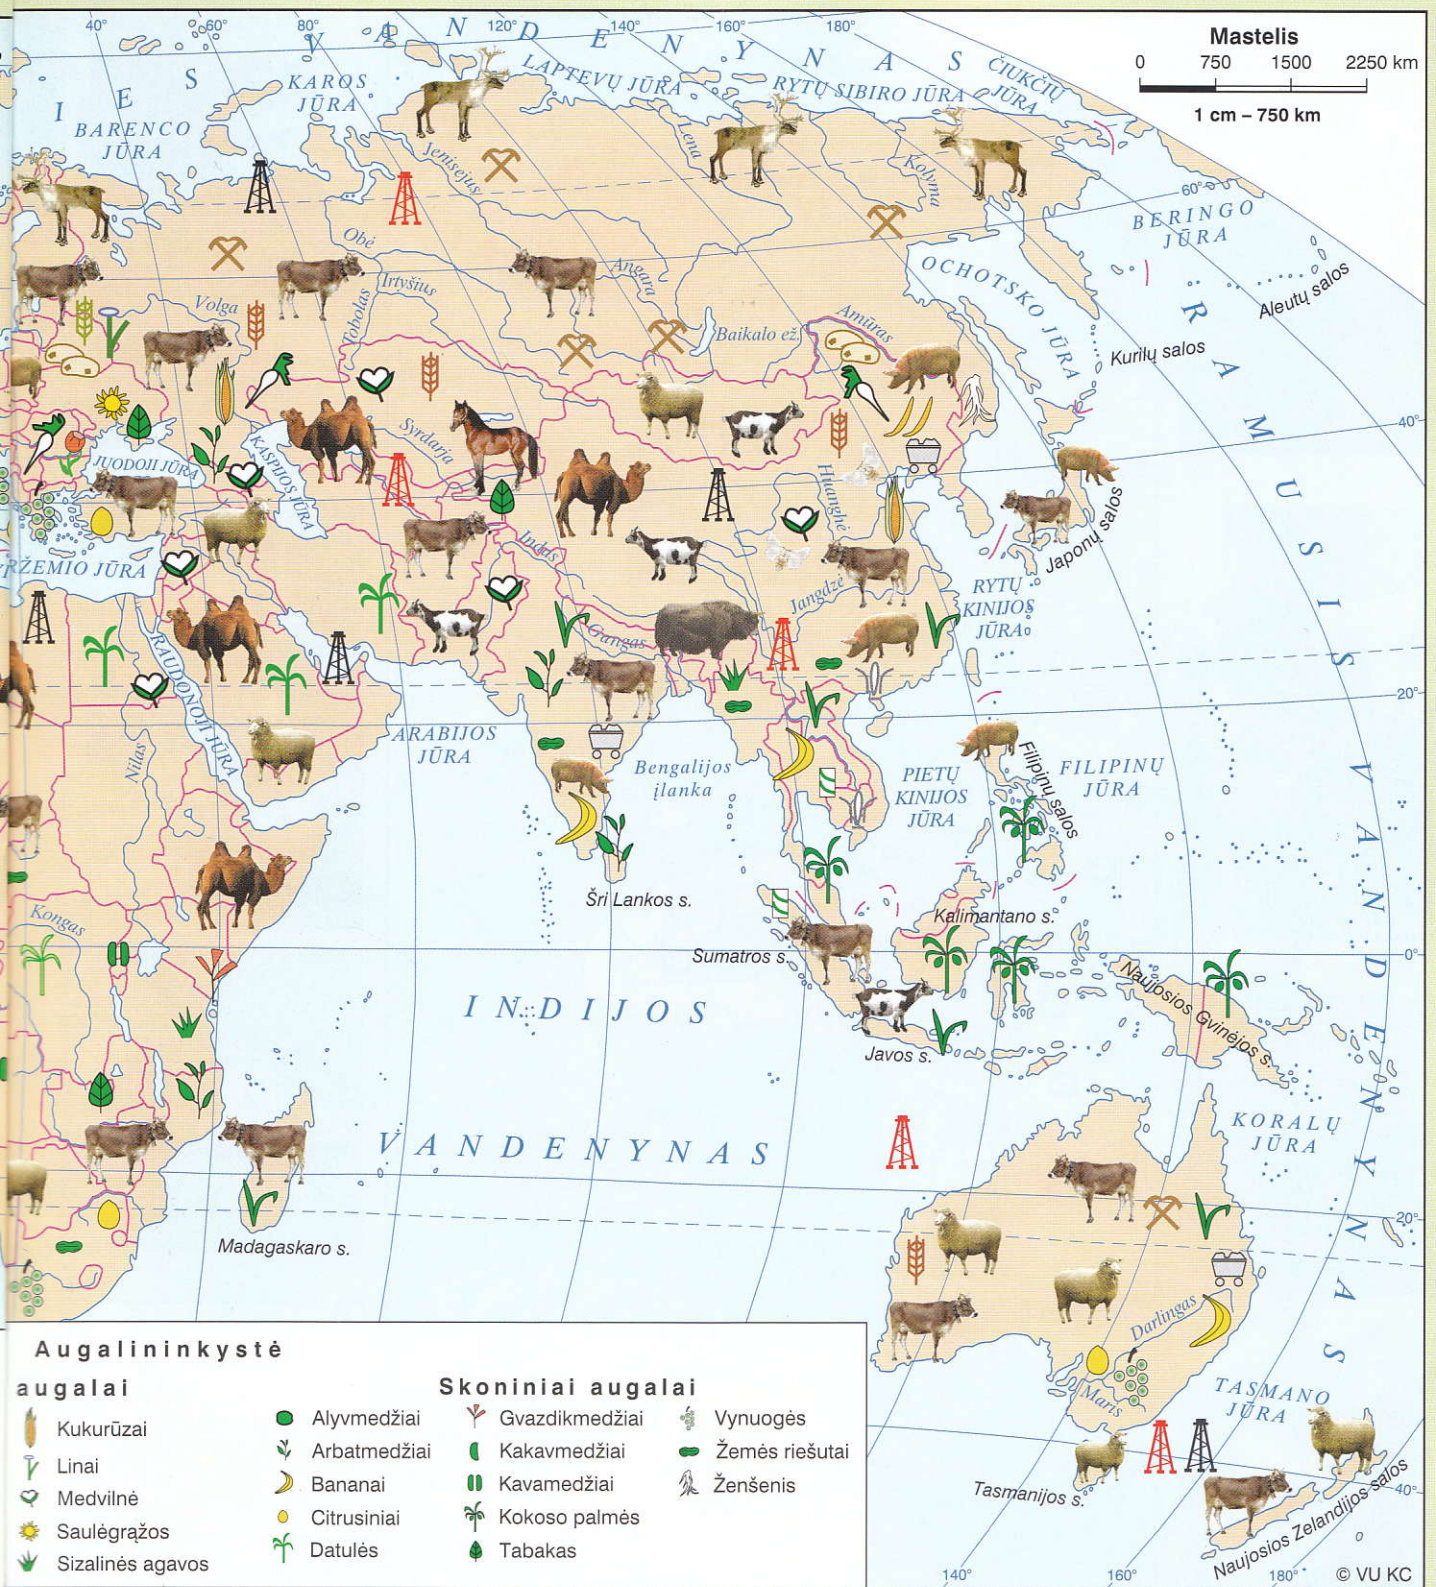 40°
60°
80°
120°
140°
160°
180°
Mastelis
0 750 1500 2250 km
1 cm – 750 km
VANDENYNAS
IES
BARENCO
JŪRA
KAROS
JŪRA
LAPTEVŲ JŪRA
RYTŲ SIBIRO JŪRA
ČIUKČIŲ
JŪRA
Jenisejus
Lena
Kolyma
60°
BERINGO
JŪRA
Obė
Irtyšius
Tobolas
Angara
Volga
Baikalo ež.
Amūras
OCHOTSKO JŪRA
Aleutų salos
Kurilų salos
RAMUSIS VANDENYNAS
40°
JUODOJI JŪRA
KASPIJOS JŪRA
Syrdarja
Huanghė
Japonų salos
RŽEMIO JŪRA
Indas
Jangdzė
RYTŲ
KINIJOS
JŪRA
Gangas
RAUDONOJI JŪRA
Nilas
20°
ARABIJOS
JŪRA
Bengalijos
įlanka
PIETŲ
KINIJOS
JŪRA
Filipinų salos
FILIPINŲ
JŪRA
Šri Lankos s.
Kongas
Sumatros s.
Kalimantano s.
0°
Naujosios Gvinėjos s.
INDIJOS
Javos s.
VANDENYNAS
KORALŲ
JŪRA
20°
Madagaskaro s.
Darlingas
Maris
TASMANO
JŪRA
Tasmanijos s.
Naujosios Zelandijos salos
40°
140°
160°
180°
© VU KC
Augalininkystė
augalai
Kukurūzai
Linai
Medvilnė
Saulėgrąžos
Sizalinės agavos
Alyvmedžiai
Arbatmedžiai
Bananai
Citrusiniai
Datulės
Skoniniai augalai
Gvazdikmedžiai
Kakavmedžiai
Kavamedžiai
Kokoso palmės
Tabakas
Vynuogės
Žemės riešutai
Ženšenis